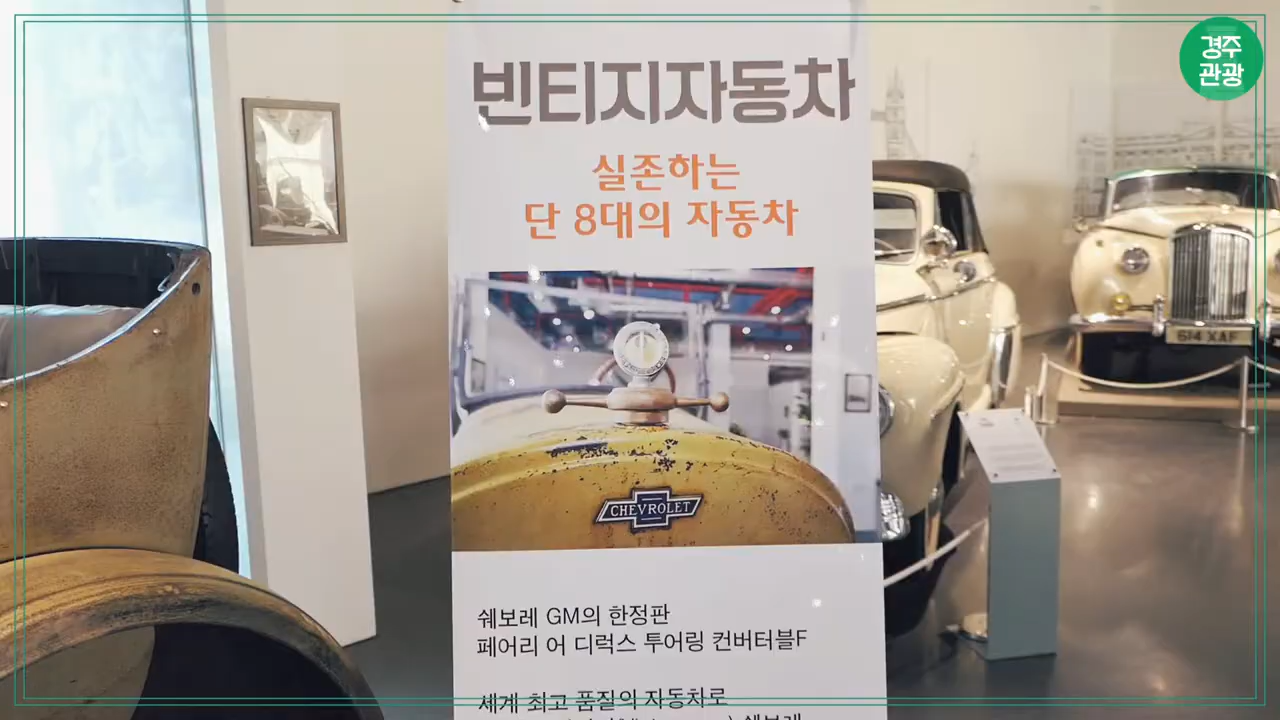 경주
관광
빈티지자동차
실존하는
단 8대의 자동차
CHEVROLET
614 XAF
쉐보레 GM의 한정판
페어리 어 디럭스 투어링 컨버터블F
세계 최고 품질의 자동차로
쉐보레